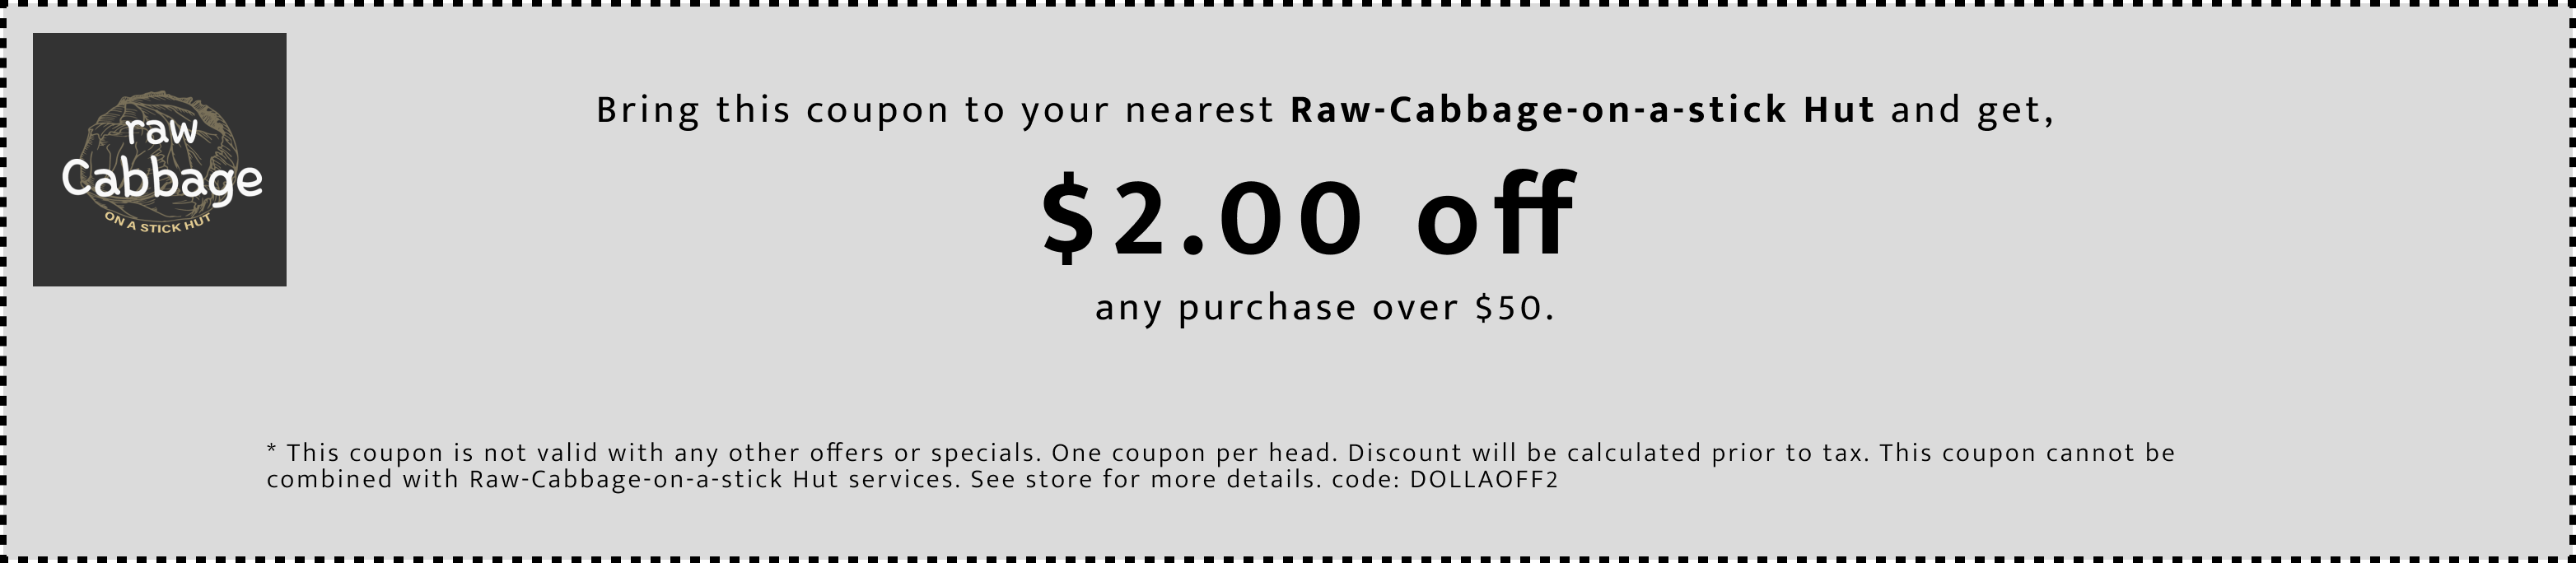 raw
Cabbage
ON A STICK HUT
Bring this coupon to your nearest Raw-Cabbage-on-a-stick Hut and get,
$2.00 off
any purchase over $50.
* This coupon is not valid with any other offers or specials. One coupon per head. Discount will be calculated prior to tax. This coupon cannot be
combined with Raw-Cabbage-on-a-stick Hut services. See store for more details. code: DOLLAOFF2